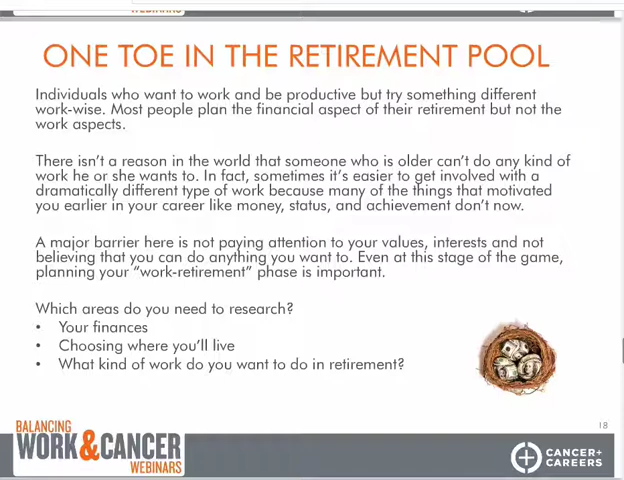 WEBINARS
ONE TOE IN THE RETIREMENT POOL
Individuals who want to work and be productive but try something different
work-wise. Most people plan the financial aspect of their retirement but not the
work aspects.
There isn't a reason in the world that someone who is older can't do any kind of
work he or she wants to. In fact, sometimes it's easier to get involved with a
dramatically different type of work because many of the things that motivated
you earlier in your career like money, status, and achievement don't now.
A major barrier here is not paying attention to your values, interests and not
believing that you can do anything you want to. Even at this stage of the game,
planning your "work-retirement" phase is important.
Which areas do you need to research?
• Your finances
• Choosing where you'll live
• What kind of work do you want to do in retirement?
18
BALANCING
WORK&CANCER
WEBINARS
CANCER+
CAREERS